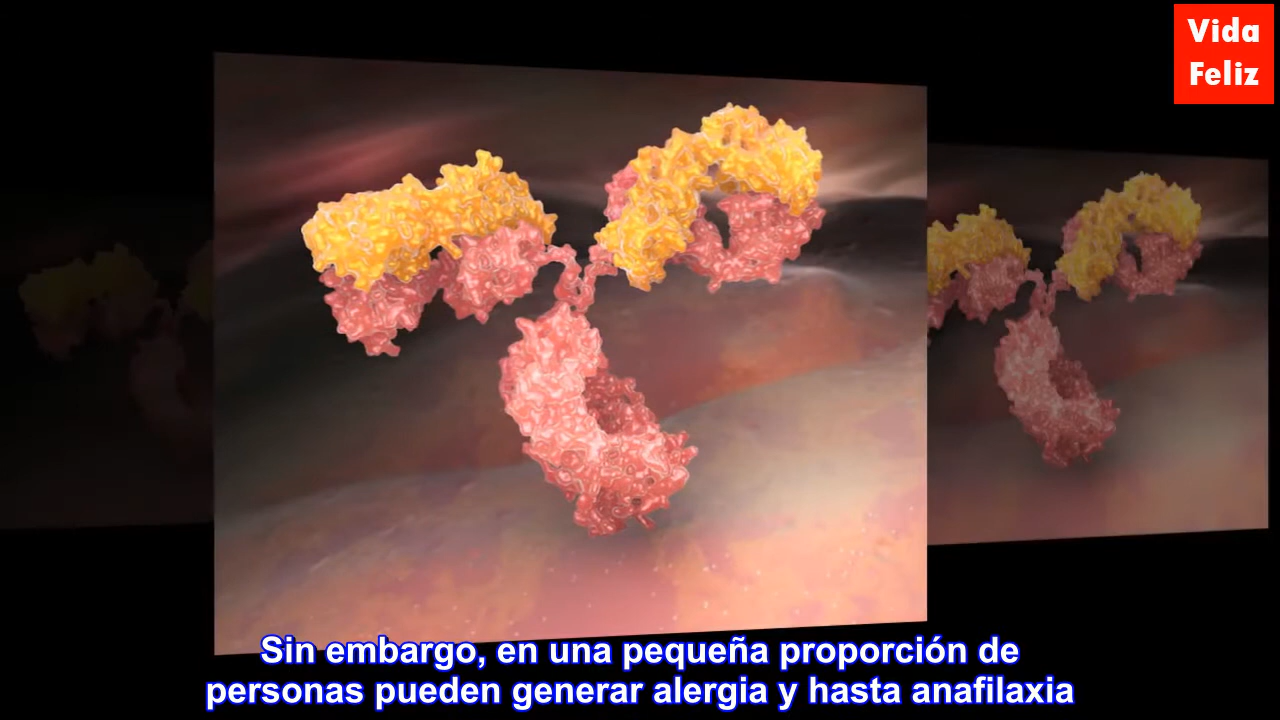 Vida
Feliz
Sin embargo, en una pequeña proporción de
personas pueden generar alergia y hasta anafilaxia